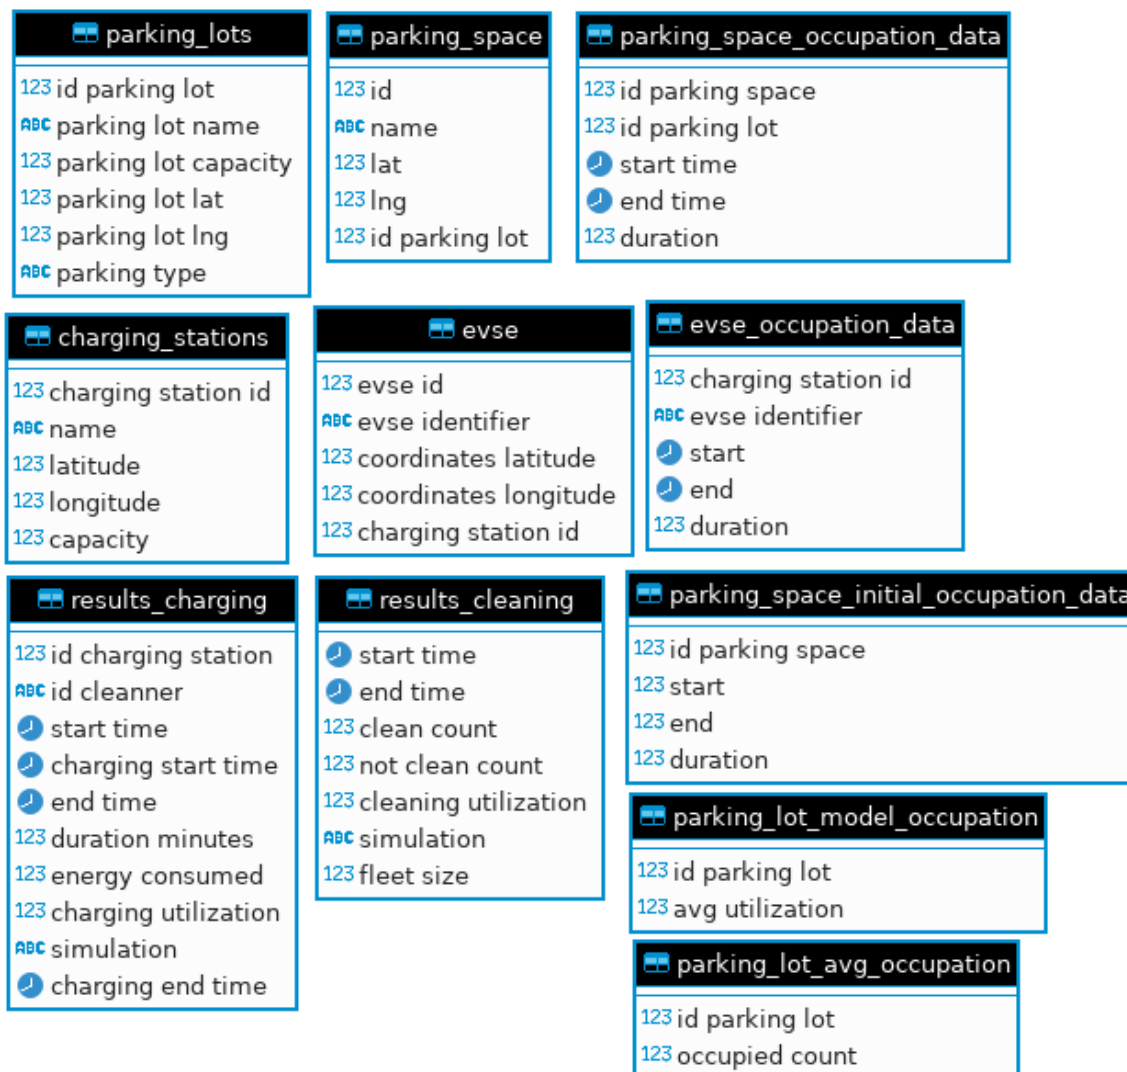 parking_lots
123 id parking lot
ABC parking lot name
123 parking lot capacity
123 parking lot lat
123 parking lot lng
ABC parking type
parking_space
123 id
ABC name
123 lat
123 lng
123 id parking lot
parking_space_occupation_data
123 id parking space
123 id parking lot
start time
end time
123 duration
charging_stations
123 charging station id
ABC name
123 latitude
123 longitude
123 capacity
evse
123 evse id
ABC evse identifier
123 coordinates latitude
123 coordinates longitude
123 charging station id
evse_occupation_data
123 charging station id
ABC evse identifier
start
end
123 duration
results_charging
123 id charging station
ABC id cleanner
start time
charging start time
end time
123 duration minutes
123 energy consumed
123 charging utilization
ABC simulation
charging end time
results_cleaning
start time
end time
123 clean count
123 not clean count
123 cleaning utilization
ABC simulation
123 fleet size
parking_space_initial_occupation_data
123 id parking space
123 start
123 end
123 duration
parking_lot_model_occupation
123 id parking lot
123 avg utilization
parking_lot_avg_occupation
123 id parking lot
123 occupied count